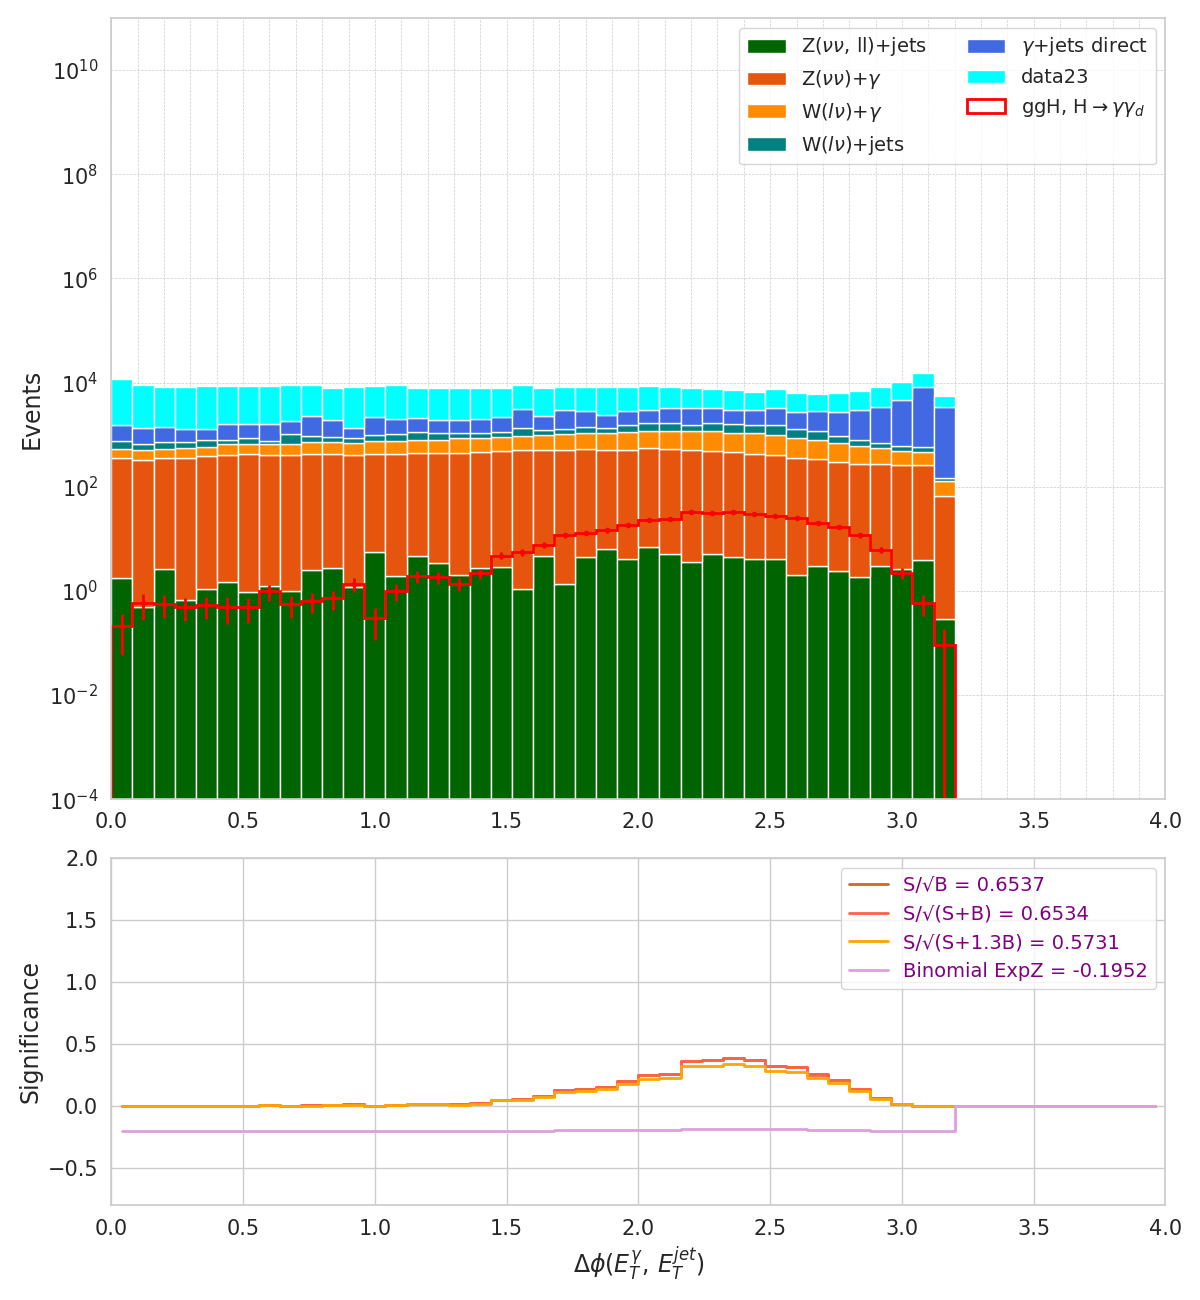 Z(νν, ll)+jets
Z(νν)+γ
W(lν)+γ
W(lν)+jets
γ+jets direct
data23
ggH, H→γγ_d
Events
10^10
10^8
10^6
10^4
10^2
10^0
10^−2
10^−4
0.0 0.5 1.0 1.5 2.0 2.5 3.0 3.5 4.0
S/√B = 0.6537
S/√(S+B) = 0.6534
S/√(S+1.3B) = 0.5731
Binomial ExpZ = -0.1952
Significance
2.0
1.5
1.0
0.5
0.0
−0.5
0.0 0.5 1.0 1.5 2.0 2.5 3.0 3.5 4.0
Δϕ(E_T^γ, E_T^jet)